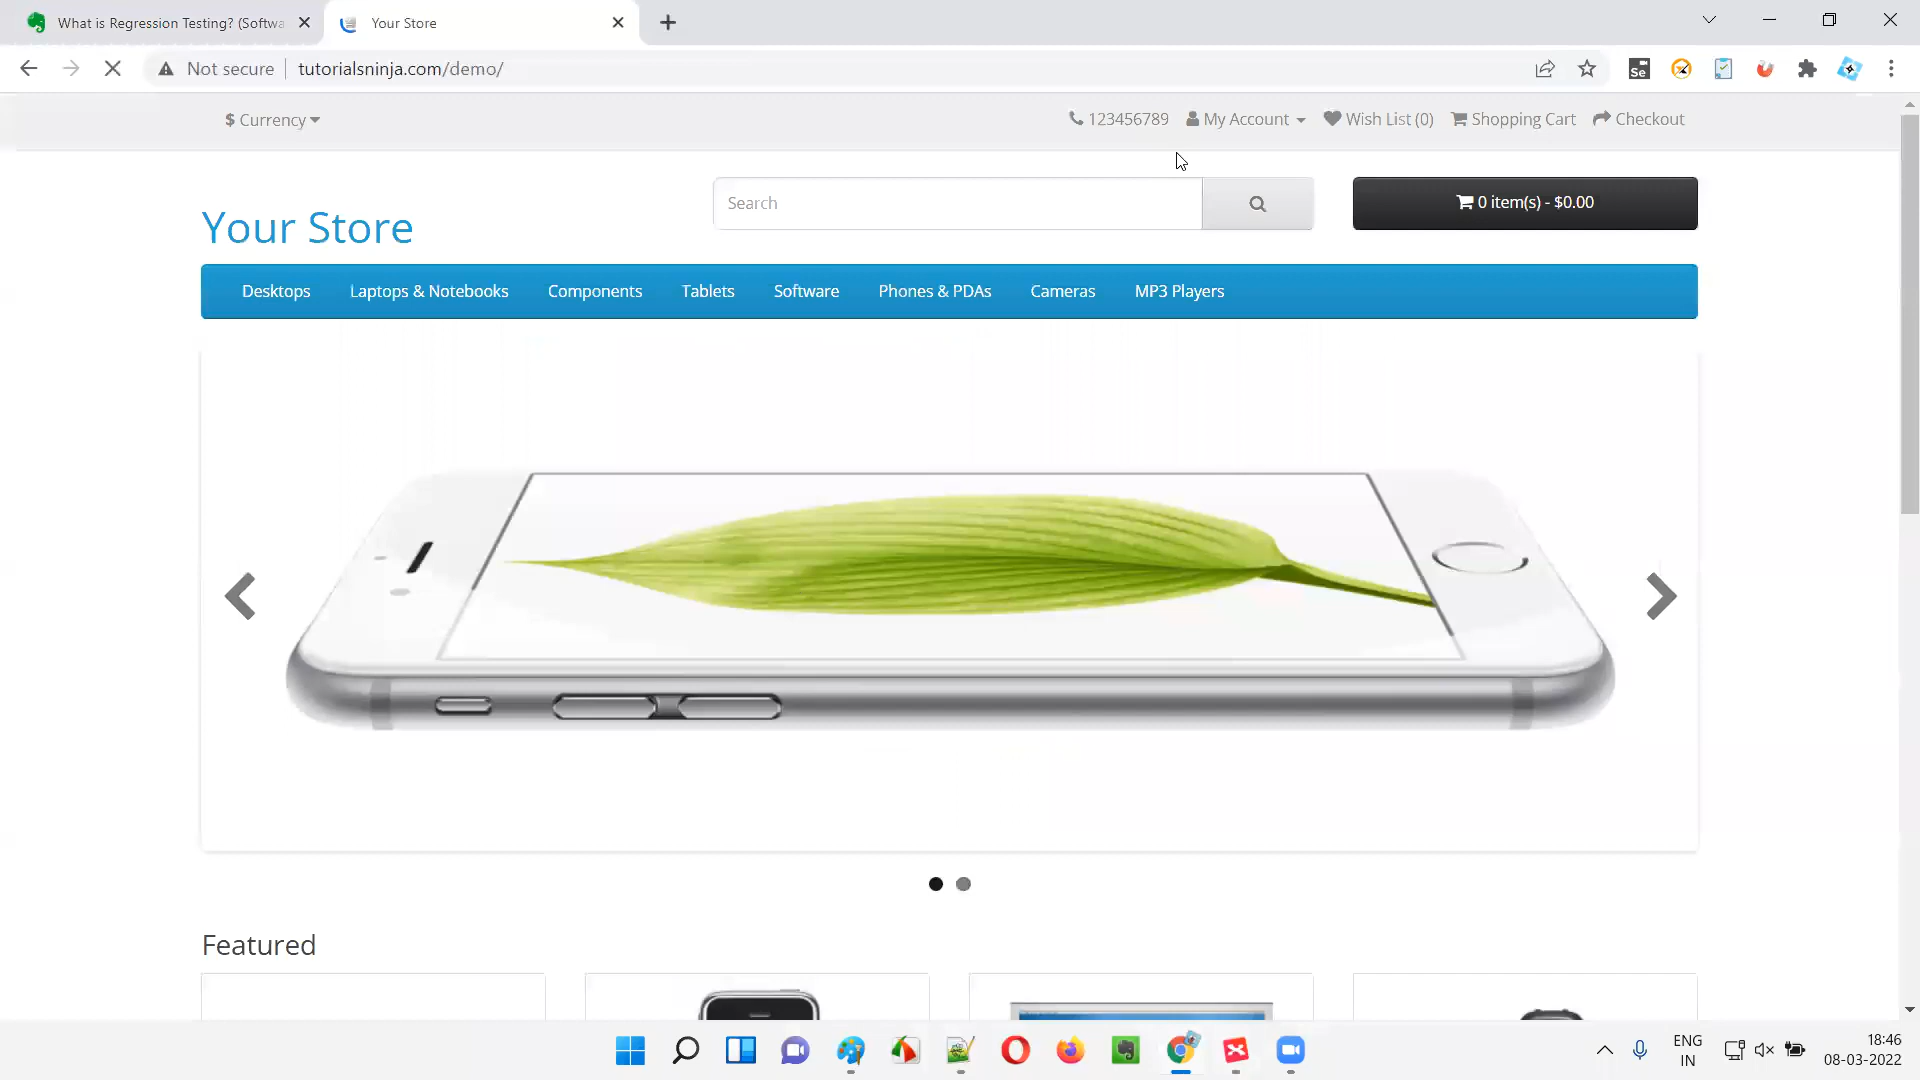 What is Regression Testing? (Softwa
Your Store
Not secure
tutorialsninja.com/demo/
$ Currency
123456789 My Account Wish List (0) Shopping Cart Checkout
Your Store
Search
0 item(s) - $0.00
Desktops Laptops & Notebooks Components Tablets Software Phones & PDAs Cameras MP3 Players
Featured
Se
ENG
IN
18:46
08-03-2022